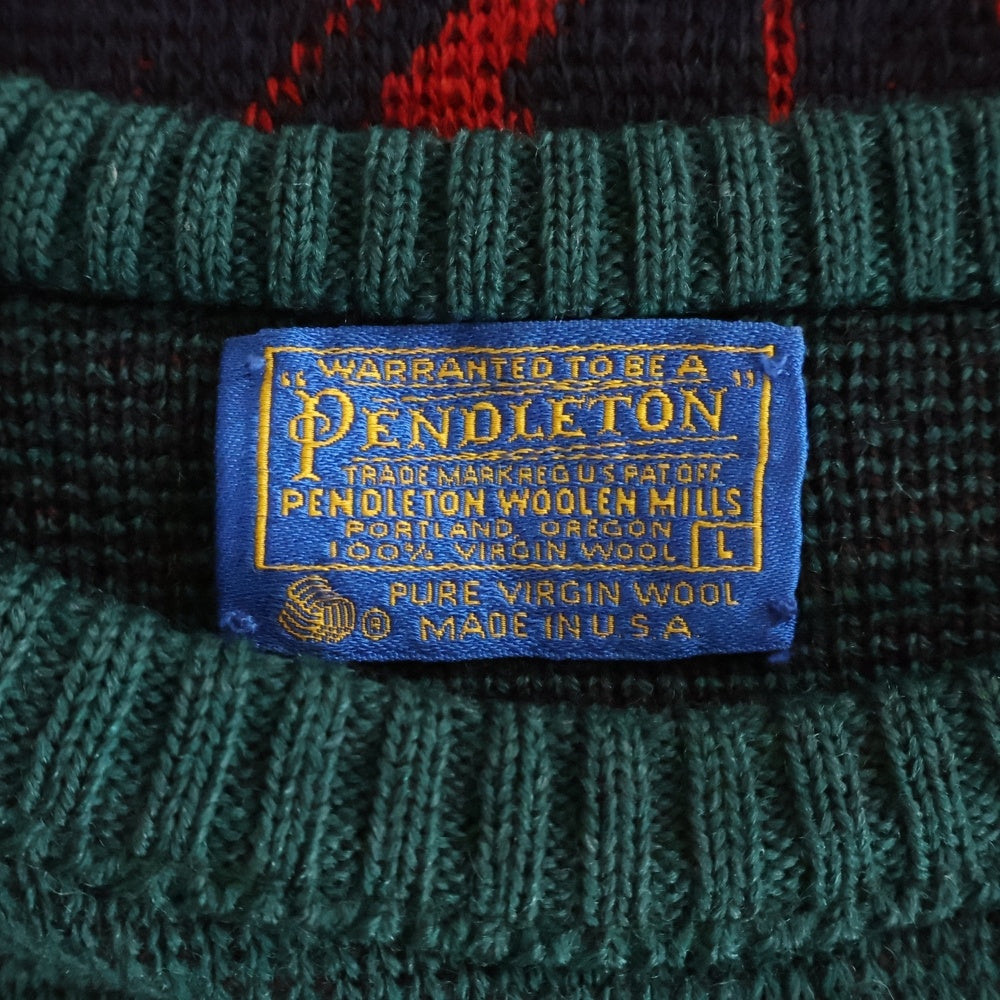 WARRANTED TO BE A
"PENDLETON"
TRADE MARK REG U S PAT OFF
PENDLETON WOOLEN MILLS
PORTLAND, OREGON
100% VIRGIN WOOL
L
® PURE VIRGIN WOOL
MADE IN U.S.A.